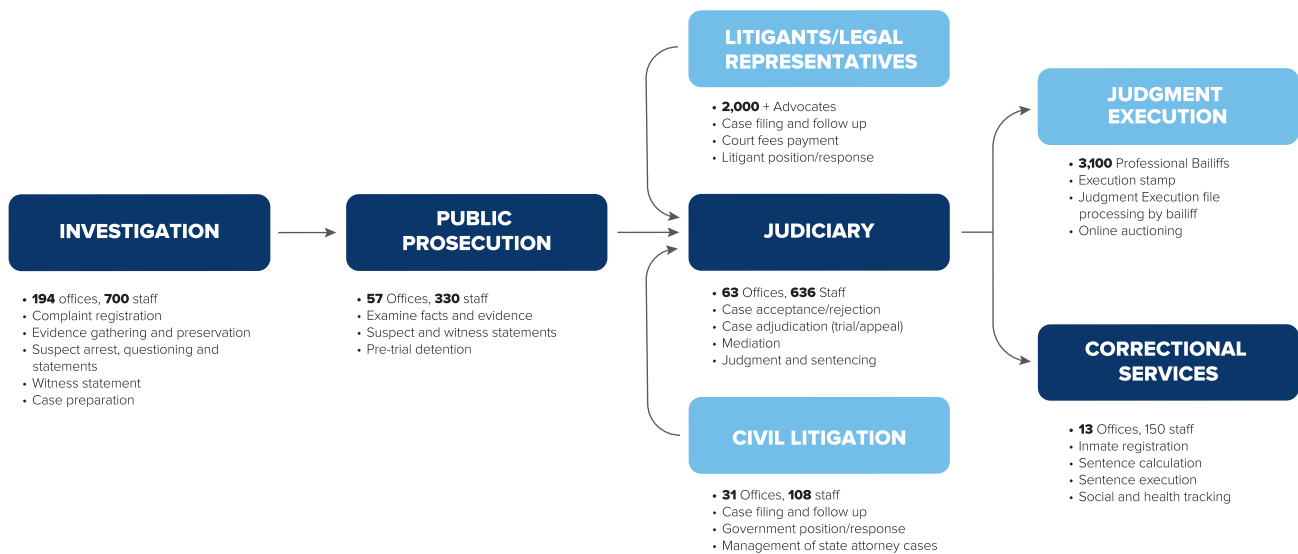 INVESTIGATION
• 194 offices, 700 staff
• Complaint registration
• Evidence gathering and preservation
• Suspect arrest, questioning and
statements
• Witness statement
• Case preparation
PUBLIC
PROSECUTION
• 57 Offices, 330 staff
• Examine facts and evidence
• Suspect and witness statements
• Pre-trial detention
LITIGANTS/LEGAL
REPRESENTATIVES
• 2,000 + Advocates
• Case filing and follow up
• Court fees payment
• Litigant position/response
JUDICIARY
• 63 Offices, 636 Staff
• Case acceptance/rejection
• Case adjudication (trial/appeal)
• Mediation
• Judgment and sentencing
CIVIL LITIGATION
• 31 Offices, 108 staff
• Case filing and follow up
• Government position/response
• Management of state attorney cases
JUDGMENT
EXECUTION
• 3,100 Professional Bailiffs
• Execution stamp
• Judgment Execution file
processing by bailiff
• Online auctioning
CORRECTIONAL
SERVICES
• 13 Offices, 150 staff
• Inmate registration
• Sentence calculation
• Sentence execution
• Social and health tracking